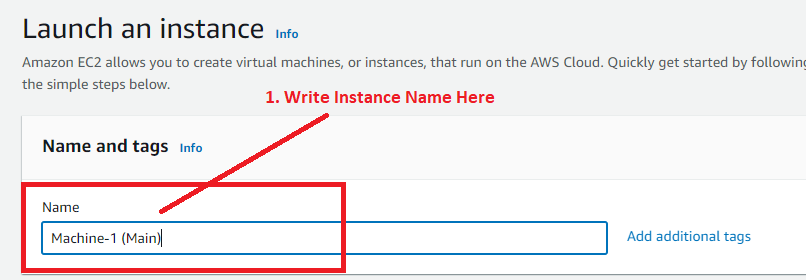 Launch an instance Info
Amazon EC2 allows you to create virtual machines, or instances, that run on the AWS Cloud. Quickly get started by following
the simple steps below.
1. Write Instance Name Here
Name and tags Info
Name
Machine-1 (Main)
Add additional tags